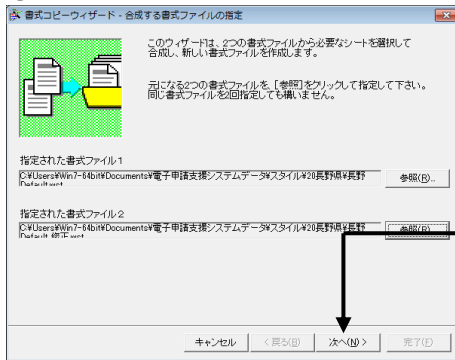 書式コピーウィザード - 合成する書式ファイルの指定
このウィザードは、2つの書式ファイルから必要なシートを選択して
合成し、新しい書式ファイルを作成します。
元になる2つの書式ファイルを、[参照]をクリックして指定して下さい。
同じ書式ファイルを2回指定しても構いません。
指定された書式ファイル1
C:¥Users¥Win7-64bit¥Documents¥電子申請支援システムデータ¥スタイル¥20長野県¥長野
Default.wst
参照(R)..
指定された書式ファイル2
C:¥Users¥Win7-64bit¥Documents¥電子申請支援システムデータ¥スタイル¥20長野県¥長野
Default 修正.wst
参照(R)
キャンセル
< 戻る(B)
次へ(N) >
完了(F)